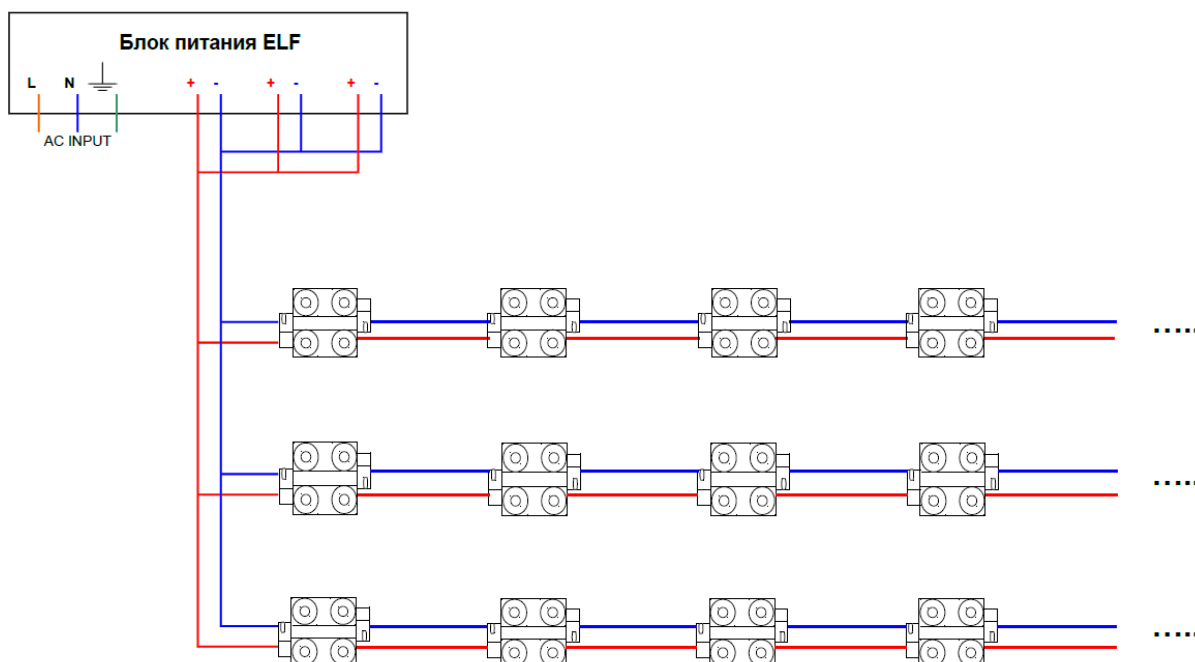 Блок питания ELF
L N + - + - + -
AC INPUT
.....
.....
.....